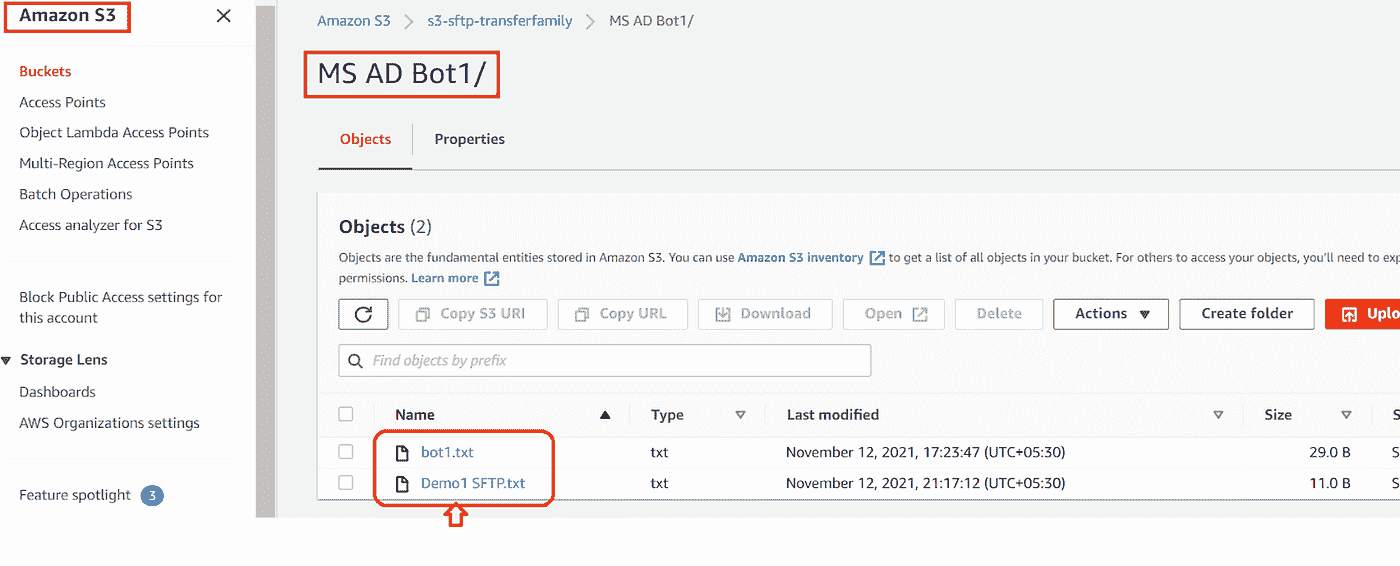 Amazon S3
Buckets
Access Points
Object Lambda Access Points
Multi-Region Access Points
Batch Operations
Access analyzer for S3
Block Public Access settings for
this account
Storage Lens
Dashboards
AWS Organizations settings
Feature spotlight 3
Amazon S3 s3-sftp-transferfamily MS AD Bot1/
MS AD Bot1/
Objects Properties
Objects (2)
Objects are the fundamental entities stored in Amazon S3. You can use Amazon S3 inventory to get a list of all objects in your bucket. For others to access your objects, you'll need to exp
permissions. Learn more
Copy S3 URI Copy URL Download Open Delete Actions Create folder Uplo
Find objects by prefix
Name Type Last modified Size S
bot1.txt txt November 12, 2021, 17:23:47 (UTC+05:30) 29.0 B S
Demo1 SFTP.txt txt November 12, 2021, 21:17:12 (UTC+05:30) 11.0 B S